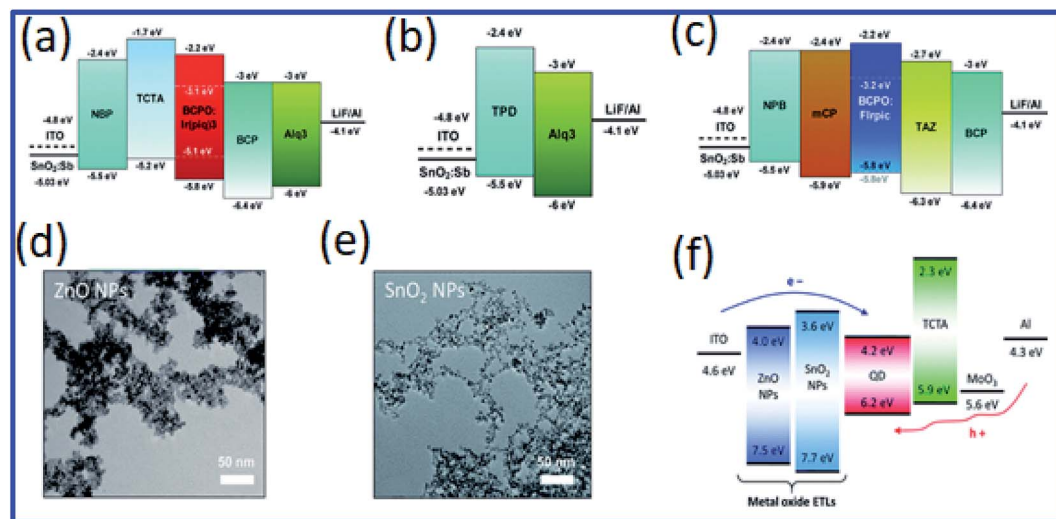 (a)
-1.7 eV
-2.4 eV
-2.2 eV
-3 eV
-3 eV
-3.1 eV
NBP
TCTA
BCPO:
Ir(piq)3
BCP
Alq3
LiF/Al
-4.1 eV
-4.8 eV
ITO
SnO₂:Sb
-5.03 eV
-5.1 eV
-5.2 eV
-5.5 eV
-5.8 eV
-6 eV
-6.4 eV
(b)
-2.4 eV
-3 eV
TPD
Alq3
LiF/Al
-4.1 eV
-4.8 eV
ITO
SnO₂:Sb
-5.03 eV
-5.5 eV
-6 eV
(c)
-2.4 eV
-2.4 eV
-2.2 eV
-2.7 eV
-3 eV
-3.2 eV
NPB
mCP
BCPO:
FIrpic
TAZ
BCP
LiF/Al
-4.1 eV
-4.8 eV
ITO
SnO₂:Sb
-5.03 eV
-5.5 eV
-5.9 eV
-5.8 eV
-5.8eV
-6.3 eV
-6.4 eV
(d)
ZnO NPs
50 nm
(e)
SnO₂ NPs
50 nm
(f)
e −
2.3 eV
TCTA
5.9 eV
ITO
4.6 eV
4.0 eV
ZnO
NPs
7.5 eV
3.6 eV
SnO₂
NPs
7.7 eV
4.2 eV
QD
6.2 eV
MoO₃
5.6 eV
Al
4.3 eV
h +
Metal oxide ETLs